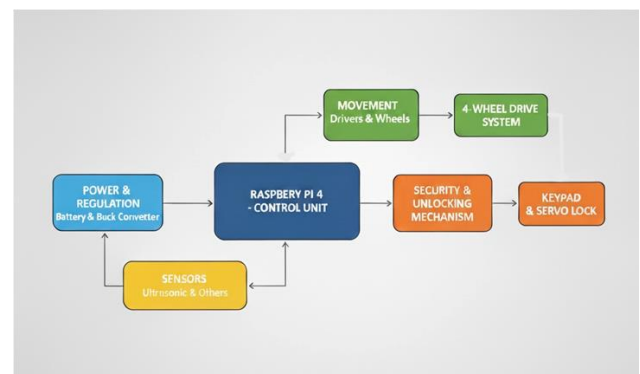 MOVEMENT
Drivers & Wheels
4-WHEEL DRIVE
SYSTEM
POWER &
REGULATION
Battery & Buck Convetter
RASPBERY PI 4
- CONTROL UNIT
SECURITY &
UNLOCKING
MECHANISM
KEYPAD
& SERVO LOCK
SENSORS
Ultrosonic & Others